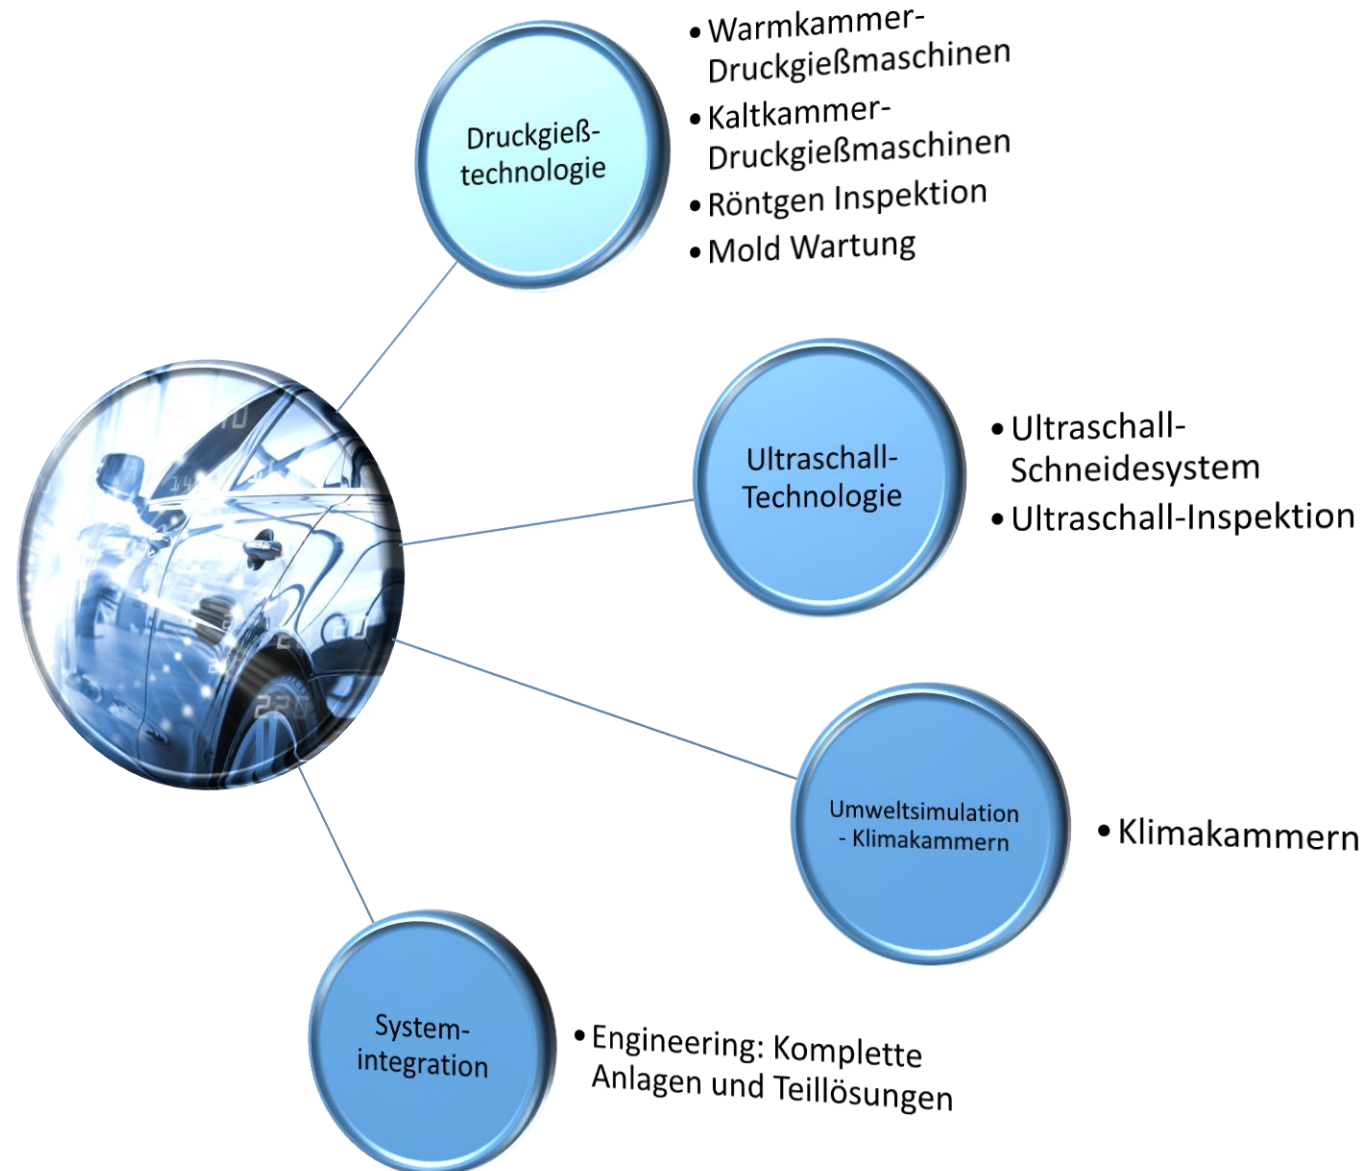 Druckgieß-
technologie
• Warmkammer-
Druckgießmaschinen
• Kaltkammer-
Druckgießmaschinen
• Röntgen Inspektion
• Mold Wartung
Ultraschall-
Technologie
• Ultraschall-
Schneidesystem
• Ultraschall-Inspektion
Umweltsimulation
- Klimakammern
• Klimakammern
System-
integration
• Engineering: Komplette
Anlagen und Teillösungen